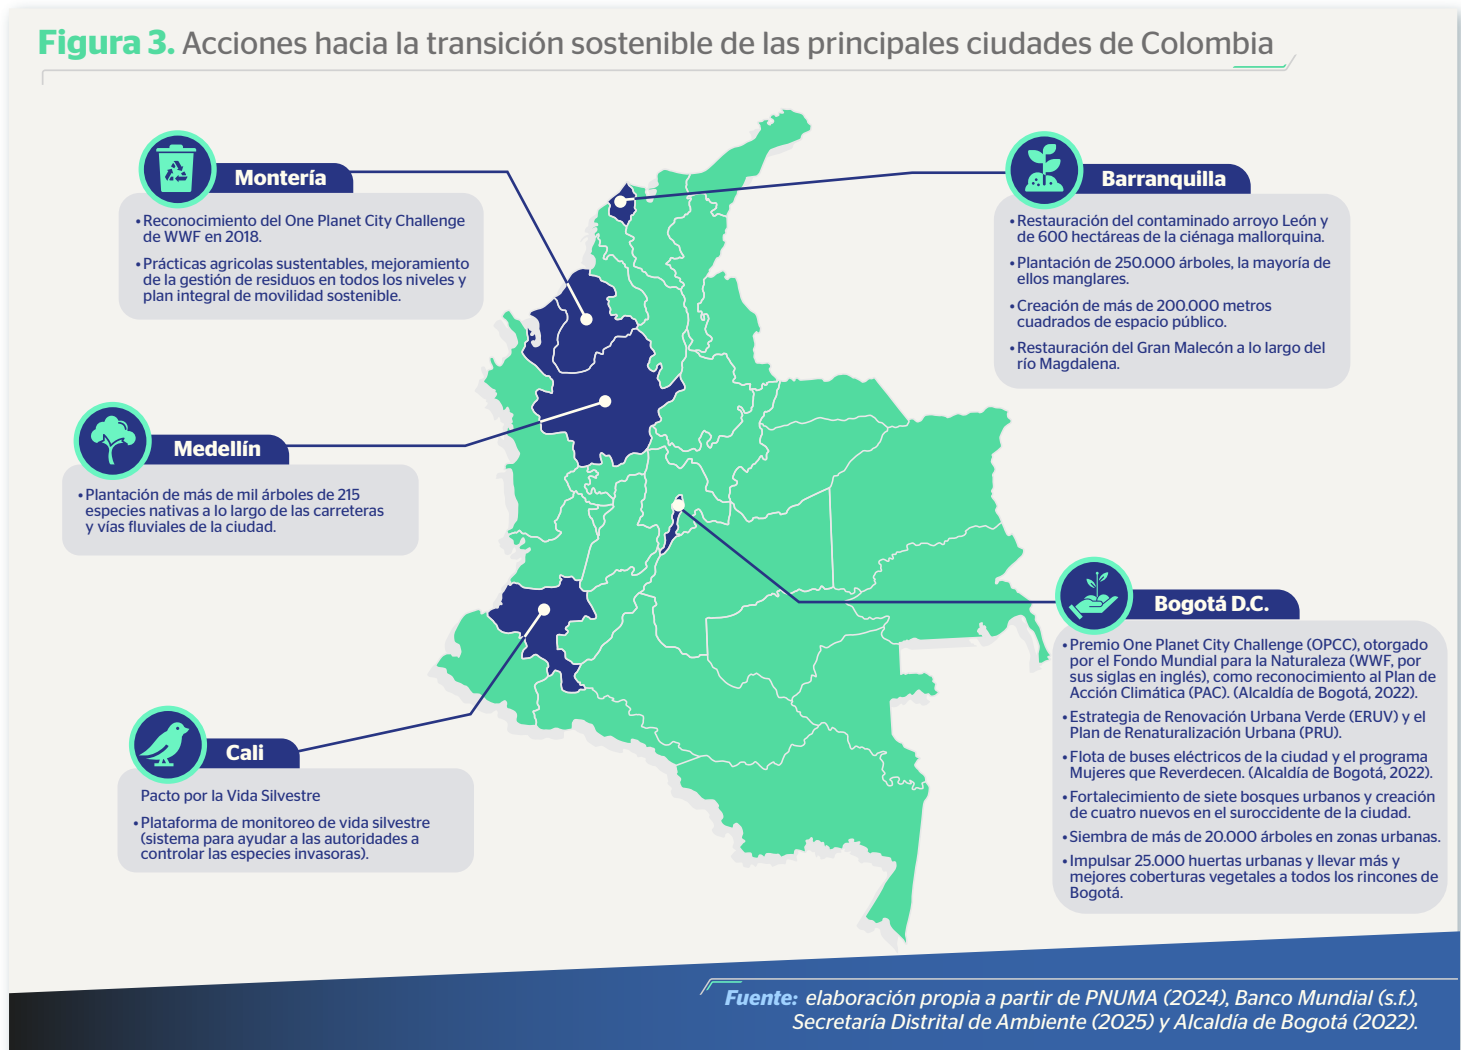 Figura 3. Acciones hacia la transición sostenible de las principales ciudades de Colombia
Montería
• Reconocimiento del One Planet City Challenge
de WWF en 2018.
• Prácticas agricolas sustentables, mejoramiento
de la gestión de residuos en todos los niveles y
plan integral de movilidad sostenible.
Barranquilla
• Restauración del contaminado arroyo León y
de 600 hectáreas de la ciénaga mallorquina.
• Plantación de 250.000 árboles, la mayoría de
ellos manglares.
• Creación de más de 200.000 metros
cuadrados de espacio público.
• Restauración del Gran Malecón a lo largo del
río Magdalena.
Medellín
• Plantación de más de mil árboles de 215
especies nativas a lo largo de las carreteras
y vías fluviales de la ciudad.
Bogotá D.C.
• Premio One Planet City Challenge (OPCC), otorgado
por el Fondo Mundial para la Naturaleza (WWF, por
sus siglas en inglés), como reconocimiento al Plan de
Acción Climática (PAC). (Alcaldía de Bogotá, 2022).
• Estrategia de Renovación Urbana Verde (ERUV) y el
Plan de Renaturalización Urbana (PRU).
• Flota de buses eléctricos de la ciudad y el programa
Mujeres que Reverdecen. (Alcaldía de Bogotá, 2022).
• Fortalecimiento de siete bosques urbanos y creación
de cuatro nuevos en el suroccidente de la ciudad.
• Siembra de más de 20.000 árboles en zonas urbanas.
• Impulsar 25.000 huertas urbanas y llevar más y
mejores coberturas vegetales a todos los rincones de
Bogotá.
Cali
Pacto por la Vida Silvestre
• Plataforma de monitoreo de vida silvestre
(sistema para ayudar a las autoridades a
controlar las especies invasoras).
Fuente: elaboración propia a partir de PNUMA (2024), Banco Mundial (s.f.),
Secretaría Distrital de Ambiente (2025) y Alcaldía de Bogotá (2022).